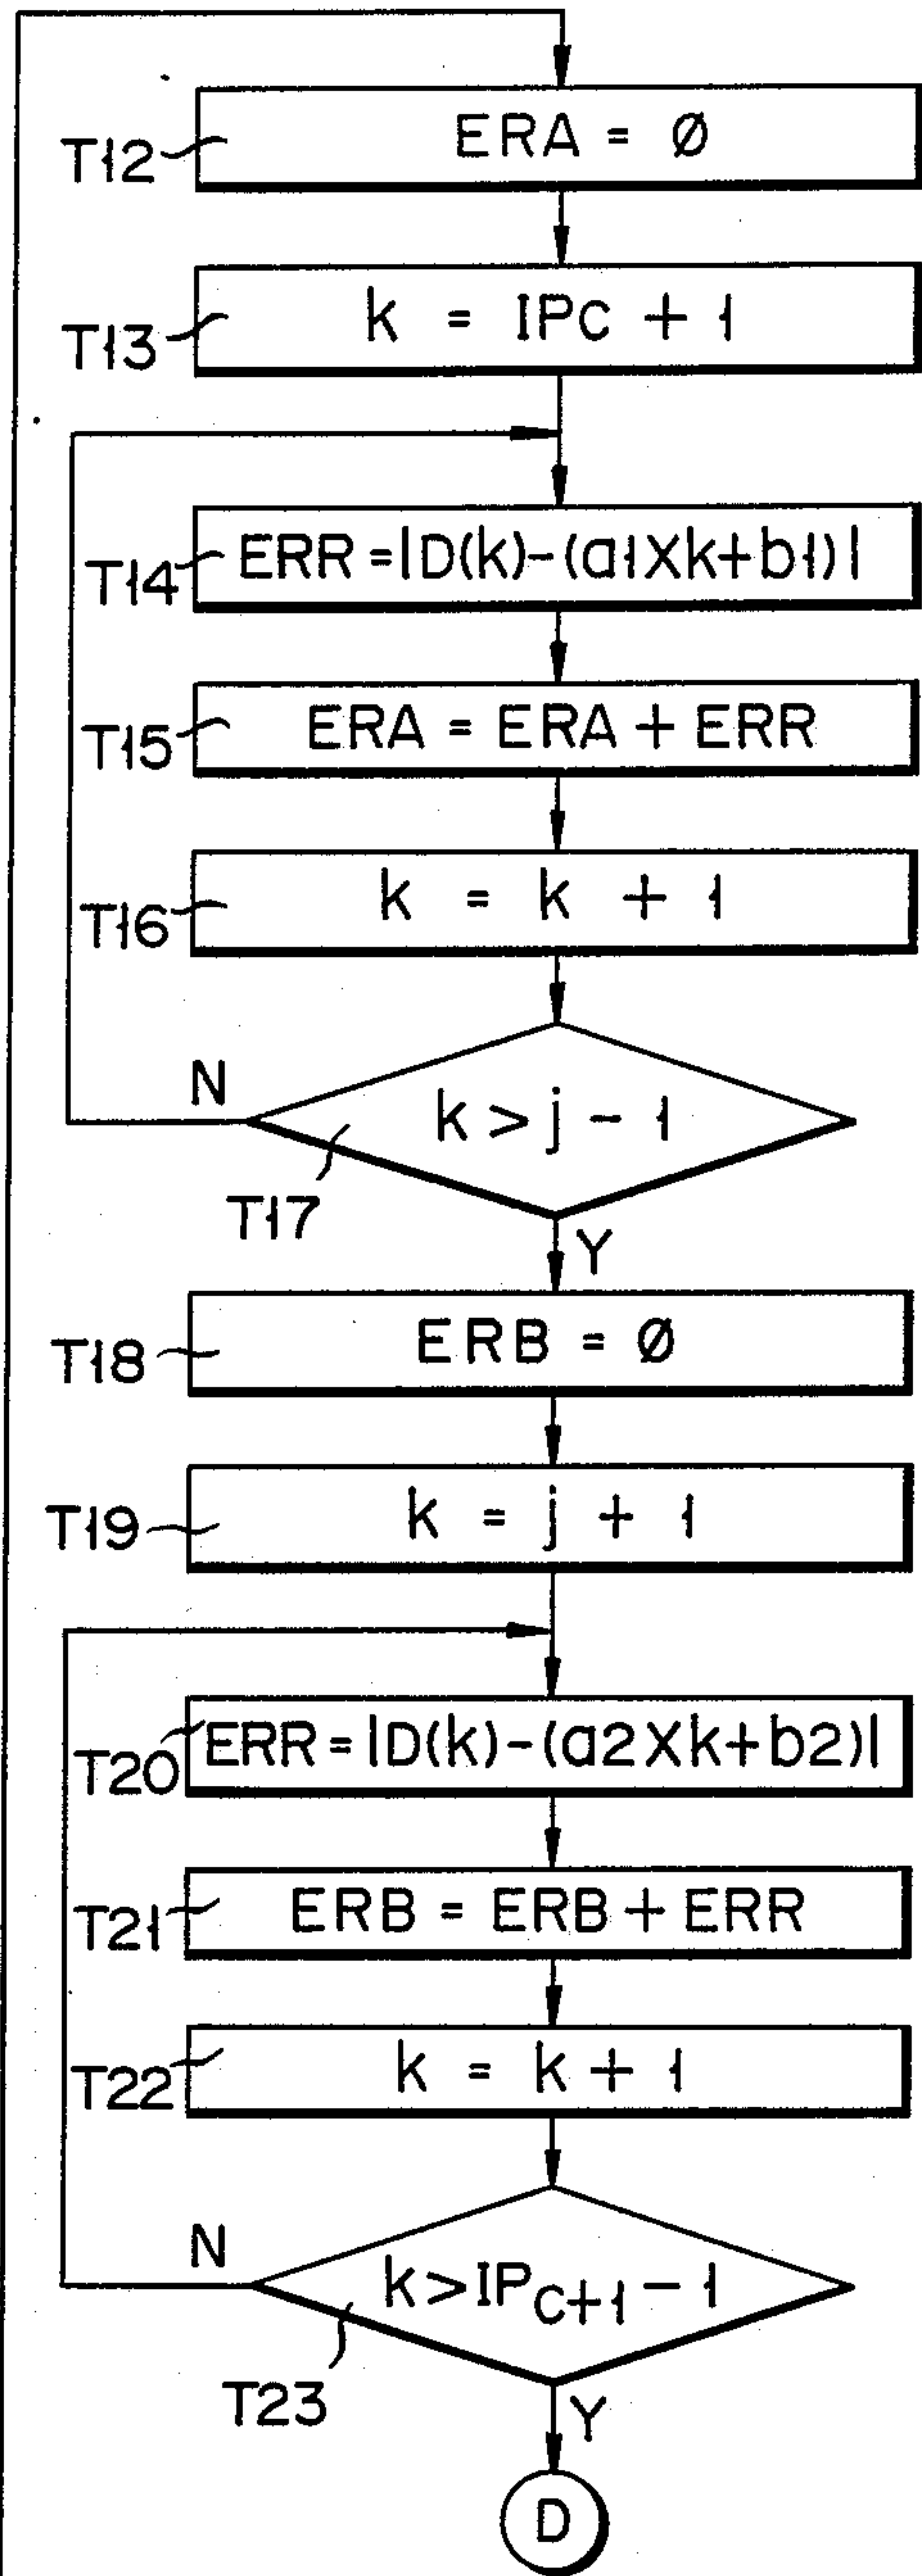 T12 ERA = Ø
T13 k = IPc + 1
T14 ERR = |D(k)-(a1Xk+b1)|
T15 ERA = ERA + ERR
T16 k = k + 1
N k > j - 1
T17
Y
T18 ERB = Ø
T19 k = j + 1
T20 ERR = |D(k)-(a2Xk+b2)|
T21 ERB = ERB + ERR
T22 k = k + 1
N k > IPC+1 - 1
T23
Y
D